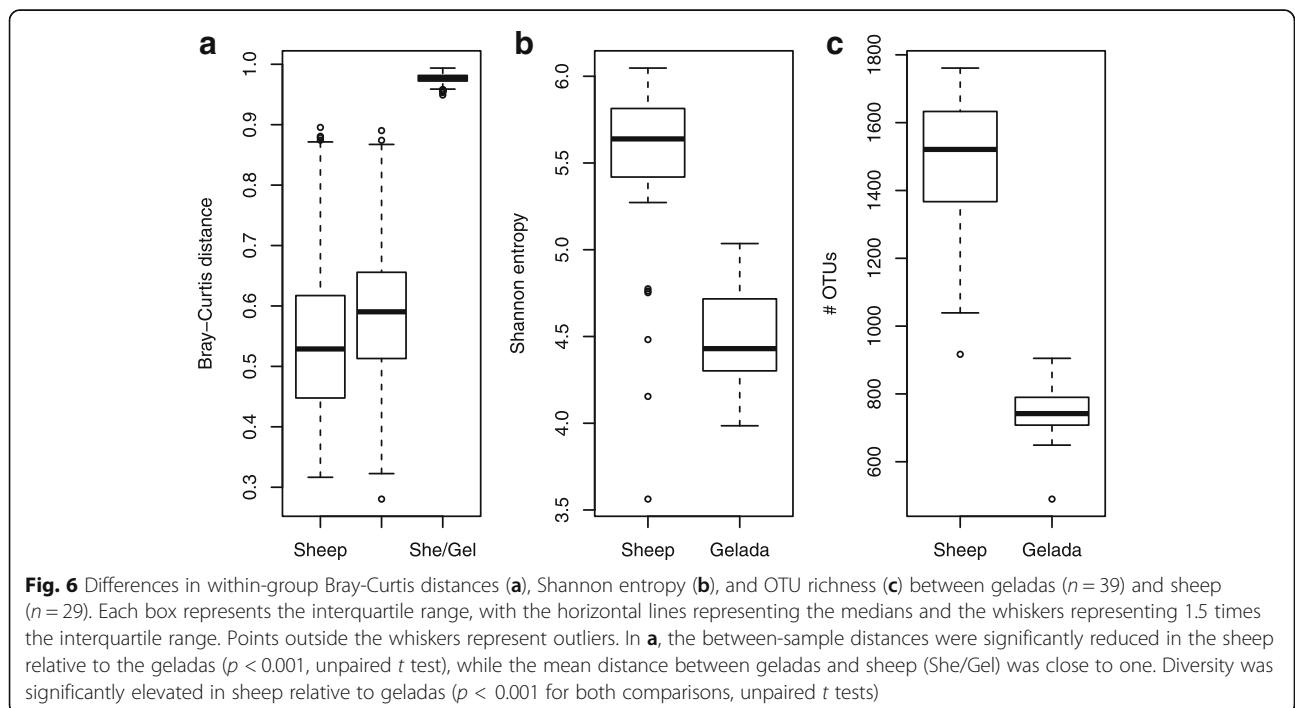 a
b
c
Bray–Curtis distance
0.3
0.4
0.5
0.6
0.7
0.8
0.9
1.0
Sheep
She/Gel
Shannon entropy
3.5
4.0
4.5
5.0
5.5
6.0
Sheep
Gelada
# OTUs
600
800
1000
1200
1400
1600
1800
Sheep
Gelada
Fig. 6 Differences in within-group Bray-Curtis distances (a), Shannon entropy (b), and OTU richness (c) between geladas (n = 39) and sheep
(n = 29). Each box represents the interquartile range, with the horizontal lines representing the medians and the whiskers representing 1.5 times
the interquartile range. Points outside the whiskers represent outliers. In a, the between-sample distances were significantly reduced in the sheep
relative to the geladas (p < 0.001, unpaired t test), while the mean distance between geladas and sheep (She/Gel) was close to one. Diversity was
significantly elevated in sheep relative to geladas (p < 0.001 for both comparisons, unpaired t tests)